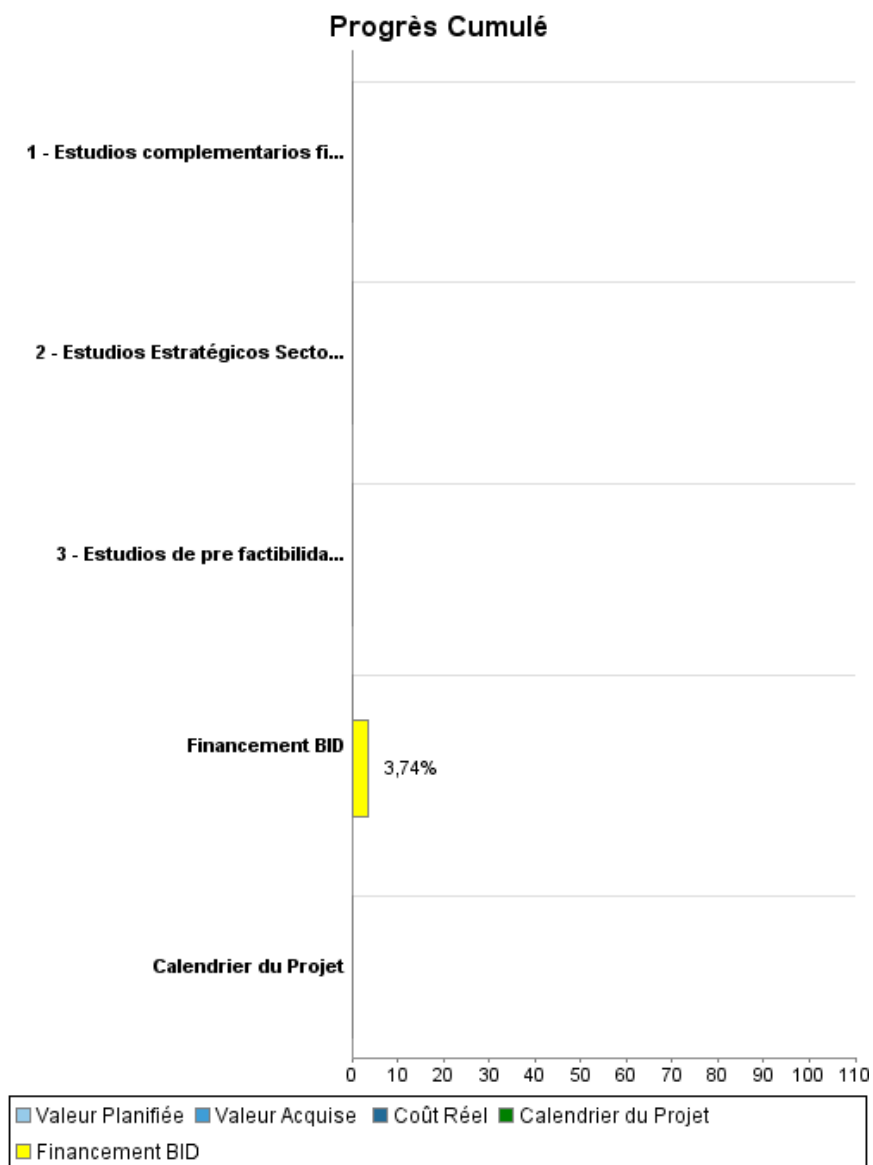 Progrès Cumulé
1 - Estudios complementarios fi...
2 - Estudios Estratégicos Secto...
3 - Estudios de pre factibilida...
Financement BID
3,74%
Calendrier du Projet
0 10 20 30 40 50 60 70 80 90 100 110
Valeur Planifiée Valeur Acquise Coût Réel Calendrier du Projet
Financement BID